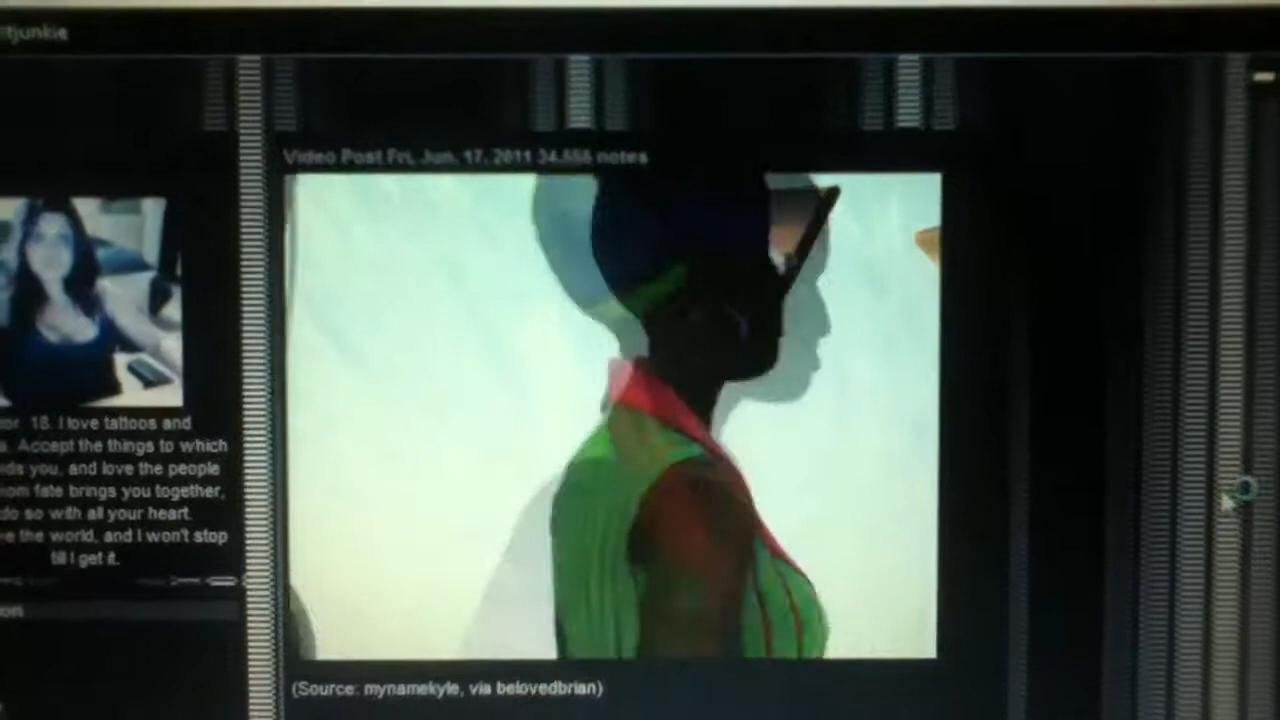 tjunkie
Video Post Fri, Jun. 17, 2011 34,556 notes
18. I love tattoos and
Accept the things to which
you, and love the people
fate brings you together,
do so with all your heart.
the world, and I won't stop
till I get it.
on
(Source: mynamekyle, via belovedbrian)